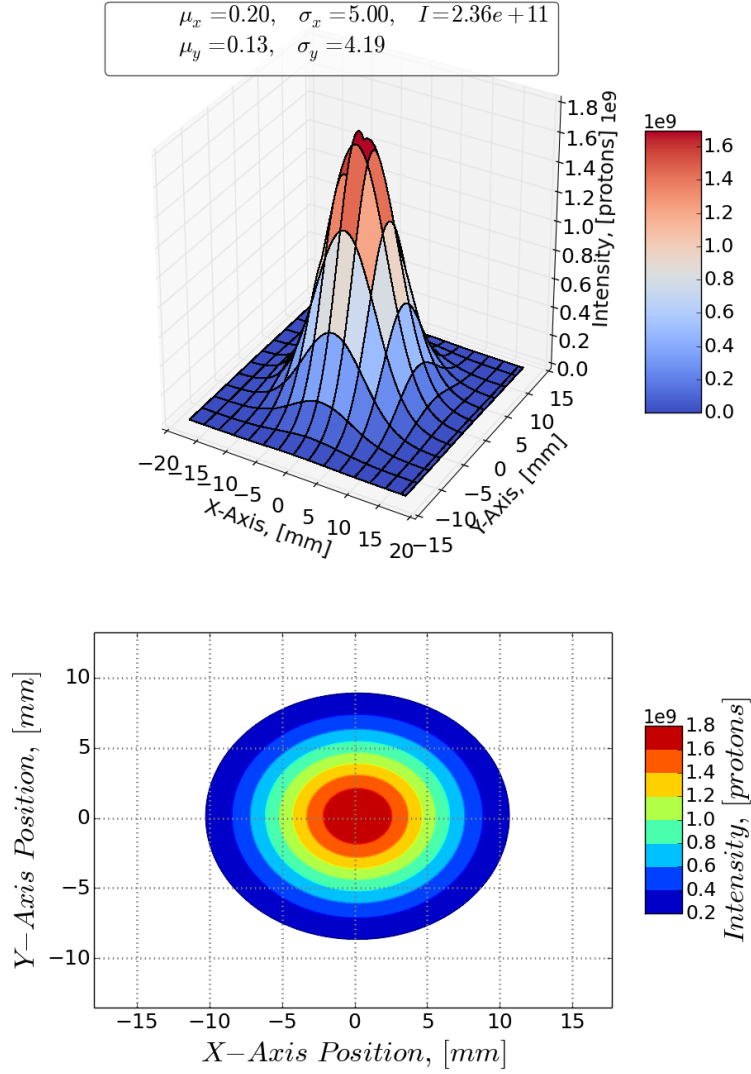 μx =0.20, σx =5.00, I=2.36e+11
μy =0.13, σy =4.19
1e9
1.8
1.6
1.4
1.2
1.0
0.8
0.6
0.4
0.2
0.0
Intensity, [protons]
1e9
1.6
1.4
1.2
1.0
0.8
0.6
0.4
0.2
0.0
−20 −15 −10 −5 0 5 10 15 20
X-Axis, [mm]
−15 −10 −5 0 5 10 15
Y-Axis, [mm]
10
5
0
−5
−10
Y−Axis Position, [mm]
−15 −10 −5 0 5 10 15
X−Axis Position, [mm]
1e9
1.8
1.6
1.4
1.2
1.0
0.8
0.6
0.4
0.2
Intensity, [protons]